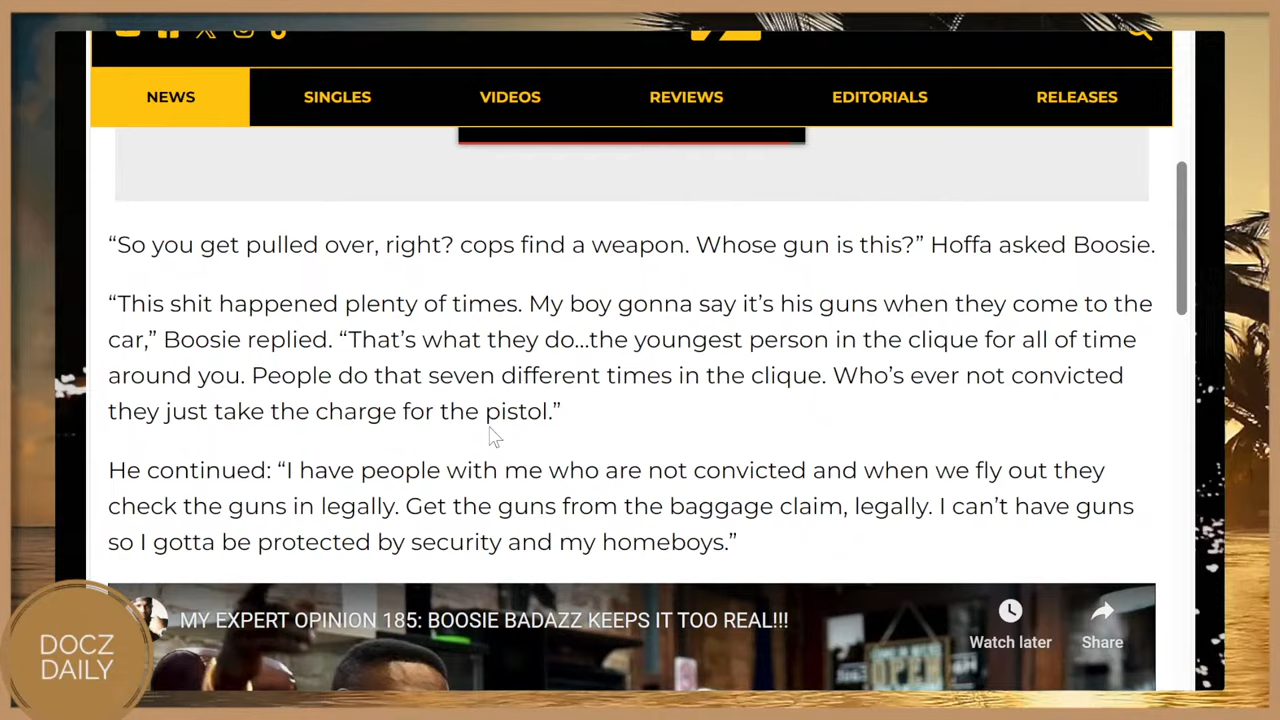 NEWS SINGLES VIDEOS REVIEWS EDITORIALS RELEASES
“So you get pulled over, right? cops find a weapon. Whose gun is this?” Hoffa asked Boosie.
“This shit happened plenty of times. My boy gonna say it’s his guns when they come to the
car,” Boosie replied. “That’s what they do…the youngest person in the clique for all of time
around you. People do that seven different times in the clique. Who’s ever not convicted
they just take the charge for the pistol.”
He continued: “I have people with me who are not convicted and when we fly out they
check the guns in legally. Get the guns from the baggage claim, legally. I can’t have guns
so I gotta be protected by security and my homeboys.”
MY EXPERT OPINION 185: BOOSIE BADAZZ KEEPS IT TOO REAL!!!
Watch later Share
OPEN
DOCZ
DAILY